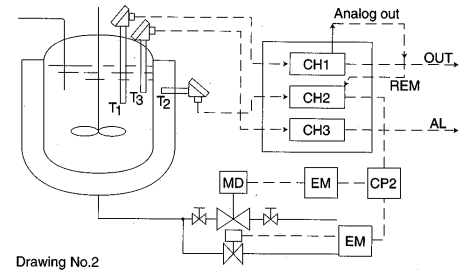 Analog out
CH1
OUT
REM
CH2
T1
T3
T2
CH3
AL
MD
EM
CP2
EM
Drawing No.2